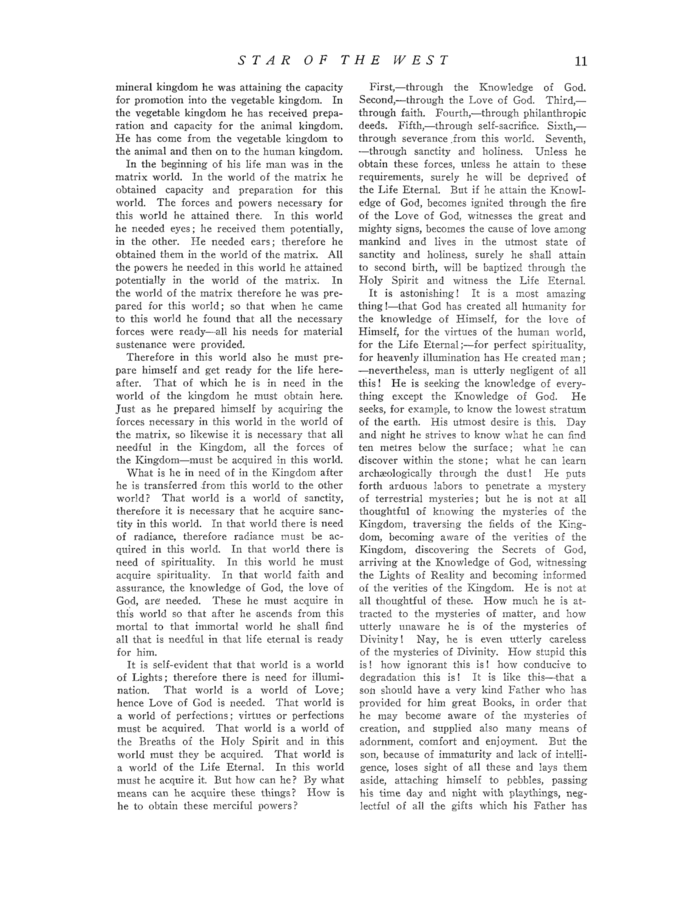 STAR OF THE WEST 11
mineral kingdom he was attaining the capacity
for promotion into the vegetable kingdom. In
the vegetable kingdom he has received prepa-
ration and capacity for the animal kingdom.
He has come from the vegetable kingdom to
the animal and then on to the human kingdom.
In the beginning of his life man was in the
matrix world. In the world of the matrix he
obtained capacity and preparation for this
world. The forces and powers necessary for
this world he attained there. In this world
he needed eyes; he received them potentially,
in the other. He needed ears; therefore he
obtained them in the world of the matrix. All
the powers he needed in this world he attained
potentially in the world of the matrix. In
the world of the matrix therefore he was pre-
pared for this world; so that when he came
to this world he found that all the necessary
forces were ready—all his needs for material
sustenance were provided.
Therefore in this world also he must pre-
pare himself and get ready for the life here-
after. That of which he is in need in the
world of the kingdom he must obtain here.
Just as he prepared himself by acquiring the
forces necessary in this world in the world of
the matrix, so likewise it is necessary that all
needful in the Kingdom, all the forces of
the Kingdom—must be acquired in this world.
What is he in need of in the Kingdom after
he is transferred from this world to the other
world? That world is a world of sanctity,
therefore it is necessary that he acquire sanc-
tity in this world. In that world there is need
of radiance, therefore radiance must be ac-
quired in this world. In that world there is
need of spirituality. In this world he must
acquire spirituality. In that world faith and
assurance, the knowledge of God, the love of
God, are needed. These he must acquire in
this world so that after he ascends from this
mortal to that immortal world he shall find
all that is needful in that life eternal is ready
for him.
It is self-evident that that world is a world
of Lights; therefore there is need for illumi-
nation. That world is a world of Love;
hence Love of God is needed. That world is
a world of perfections; virtues or perfections
must be acquired. That world is a world of
the Breaths of the Holy Spirit and in this
world must they be acquired. That world is
a world of the Life Eternal. In this world
must he acquire it. But how can he? By what
means can he acquire these things? How is
he to obtain these merciful powers?
First,—through the Knowledge of God.
Second,—through the Love of God. Third,—
through faith. Fourth,—through philanthropic
deeds. Fifth,—through self-sacrifice. Sixth,—
through severance from this world. Seventh,
—through sanctity and holiness. Unless he
obtain these forces, unless he attain to these
requirements, surely he will be deprived of
the Life Eternal. But if he attain the Knowl-
edge of God, becomes ignited through the fire
of the Love of God, witnesses the great and
mighty signs, becomes the cause of love among
mankind and lives in the utmost state of
sanctity and holiness, surely he shall attain
to second birth, will be baptized through the
Holy Spirit and witness the Life Eternal.
It is astonishing! It is a most amazing
thing!—that God has created all humanity for
the knowledge of Himself, for the love of
Himself, for the virtues of the human world,
for the Life Eternal;—for perfect spirituality,
for heavenly illumination has He created man;
—nevertheless, man is utterly negligent of all
this! He is seeking the knowledge of every-
thing except the Knowledge of God. He
seeks, for example, to know the lowest stratum
of the earth. His utmost desire is this. Day
and night he strives to know what he can find
ten metres below the surface; what he can
discover within the stone; what he can learn
archæologically through the dust! He puts
forth arduous labors to penetrate a mystery
of terrestrial mysteries; but he is not at all
thoughtful of knowing the mysteries of the
Kingdom, traversing the fields of the King-
dom, becoming aware of the verities of the
Kingdom, discovering the Secrets of God,
arriving at the Knowledge of God, witnessing
the Lights of Reality and becoming informed
of the verities of the Kingdom. He is not at
all thoughtful of these. How much he is at-
tracted to the mysteries of matter, and how
utterly unaware he is of the mysteries of
Divinity! Nay, he is even utterly careless
of the mysteries of Divinity. How stupid this
is! how ignorant this is! how conducive to
degradation this is! It is like this—that a
son should have a very kind Father who has
provided for him great Books, in order that
he may become aware of the mysteries of
creation, and supplied also many means of
adornment, comfort and enjoyment. But the
son, because of immaturity and lack of intelli-
gence, loses sight of all these and lays them
aside, attaching himself to pebbles, passing
his time day and night with playthings, neg-
lectful of all the gifts which his Father has